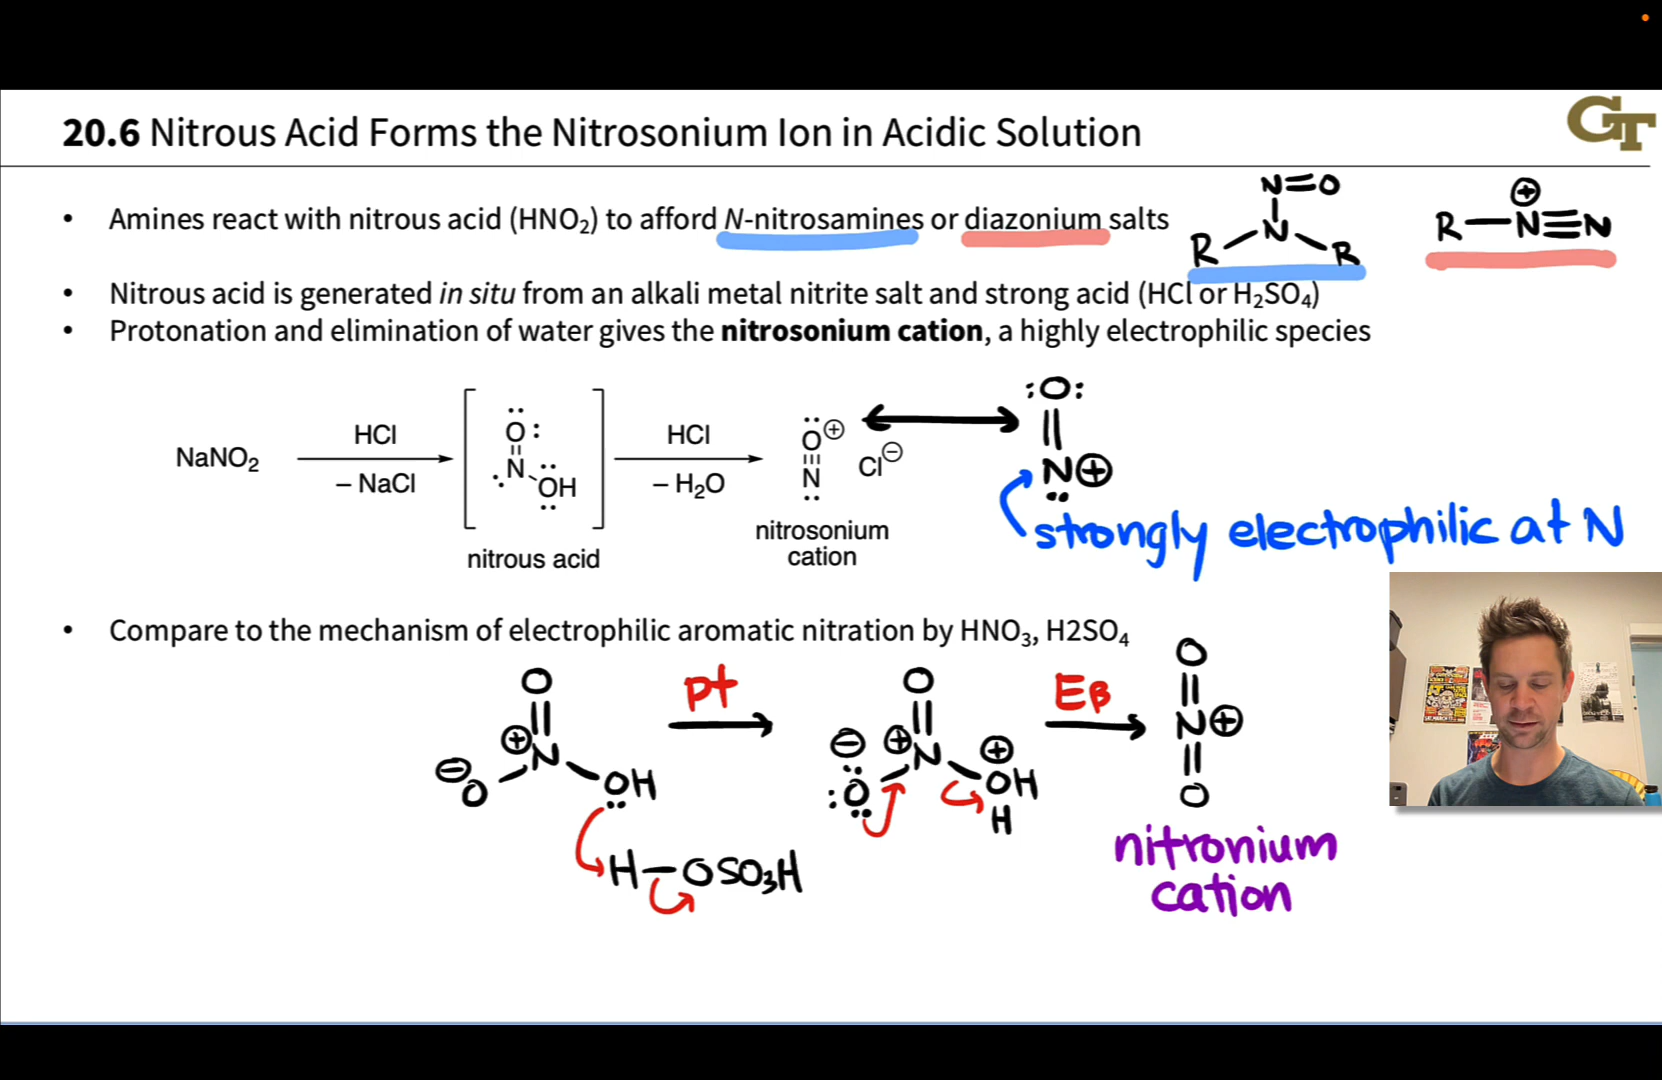 20.6 Nitrous Acid Forms the Nitrosonium Ion in Acidic Solution
GT
• Amines react with nitrous acid (HNO₂) to afford N-nitrosamines or diazonium salts
N=O
N
R R
⊕
R—N≡N
• Nitrous acid is generated in situ from an alkali metal nitrite salt and strong acid (HCl or H₂SO₄)
• Protonation and elimination of water gives the nitrosonium cation, a highly electrophilic species
NaNO₂
HCl
– NaCl
O
N
OH
nitrous acid
HCl
– H₂O
O⊕
N
Cl⊖
nitrosonium
cation
:O:
N⊕
strongly electrophilic at N
• Compare to the mechanism of electrophilic aromatic nitration by HNO₃, H2SO₄
O
⊕
N
⊖
O
OH
H—OSO₃H
pt
O
⊖ ⊕
N
⊕
:O
OH
H
Eβ
O
N⊕
O
nitronium
cation